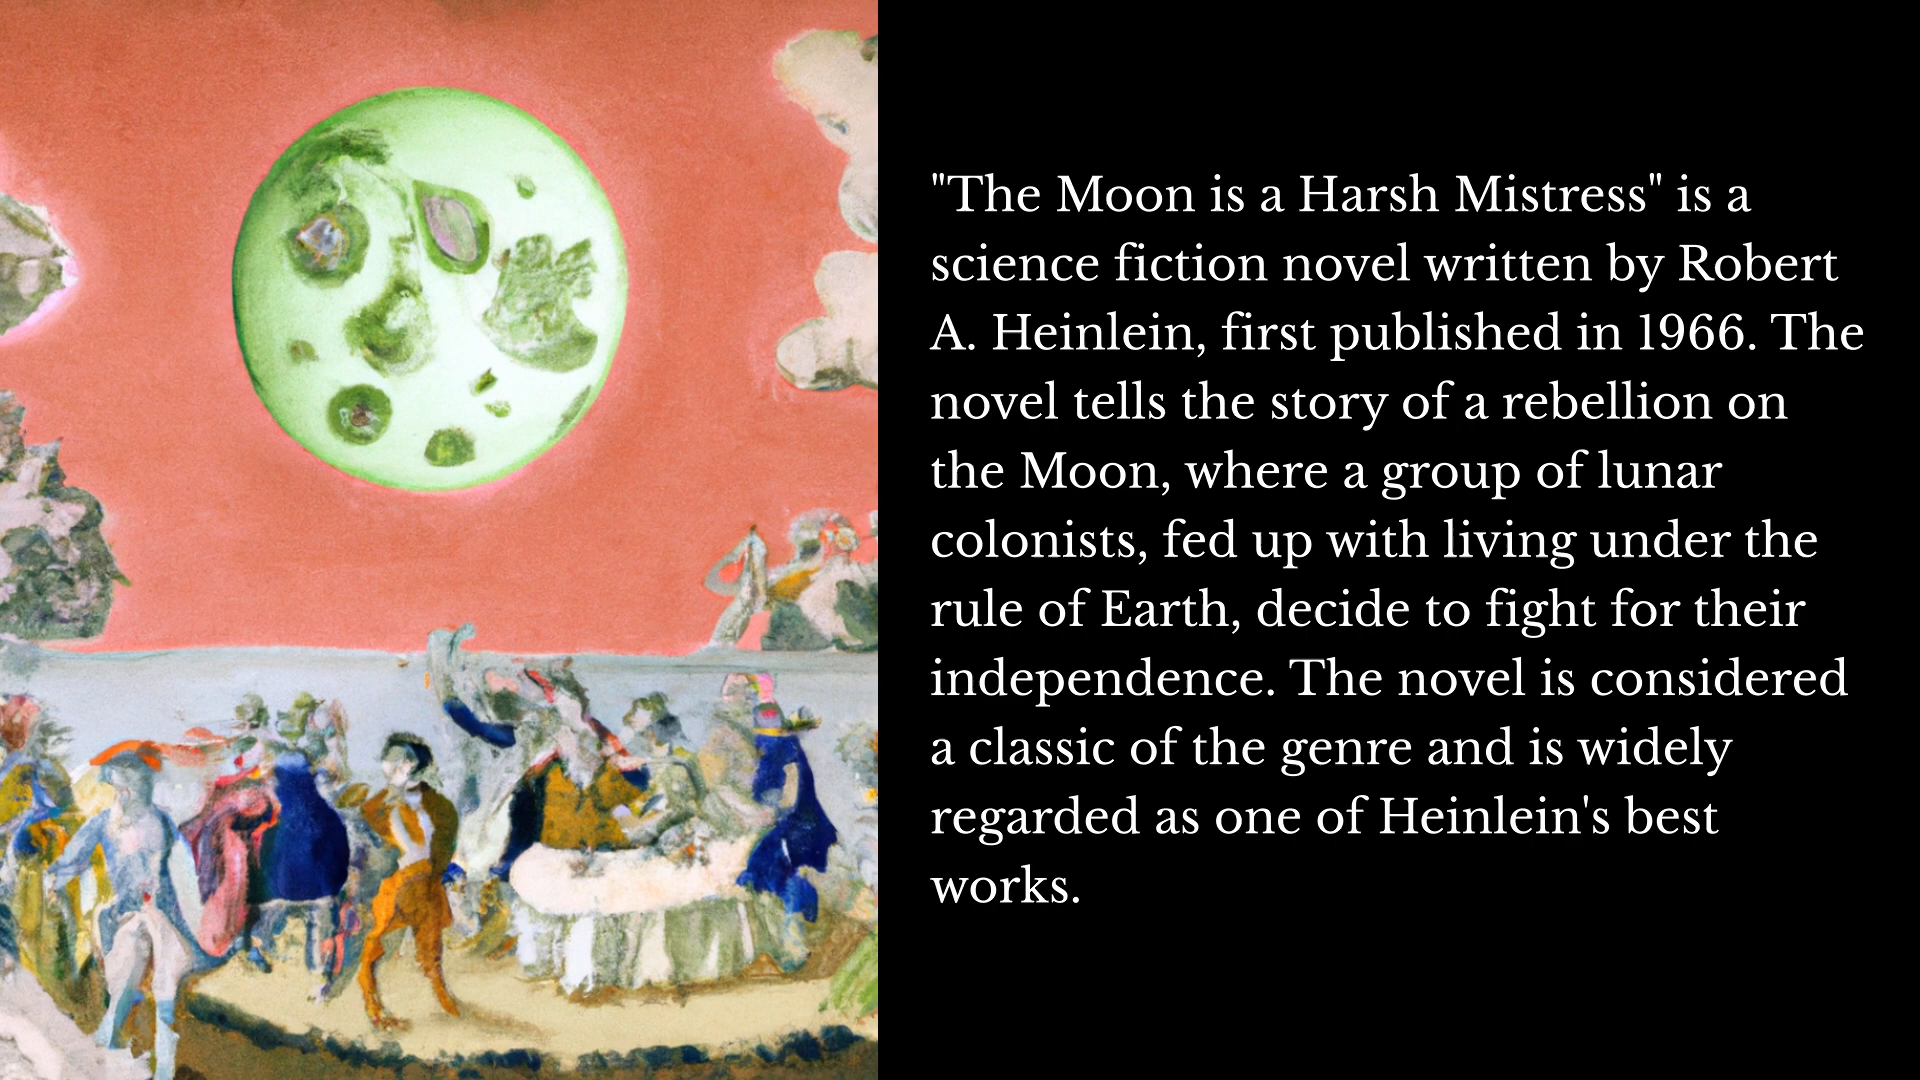 "The Moon is a Harsh Mistress" is a
science fiction novel written by Robert
A. Heinlein, first published in 1966. The
novel tells the story of a rebellion on
the Moon, where a group of lunar
colonists, fed up with living under the
rule of Earth, decide to fight for their
independence. The novel is considered
a classic of the genre and is widely
regarded as one of Heinlein's best
works.